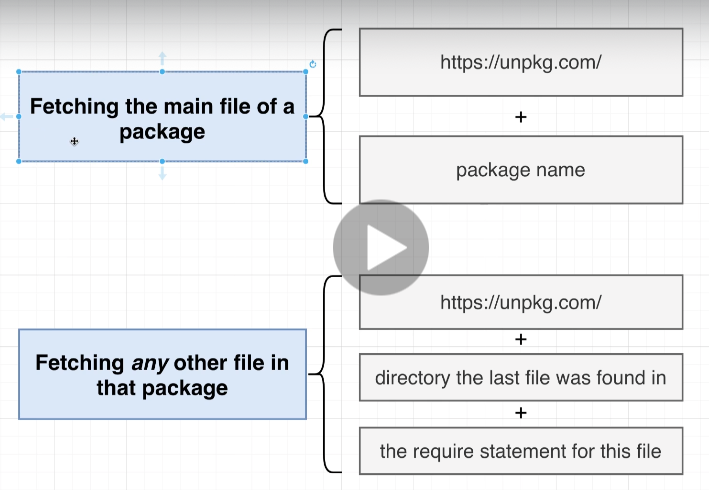 Fetching the main file of a
package
https://unpkg.com/
+
package name
Fetching any other file in
that package
https://unpkg.com/
+
directory the last file was found in
+
the require statement for this file